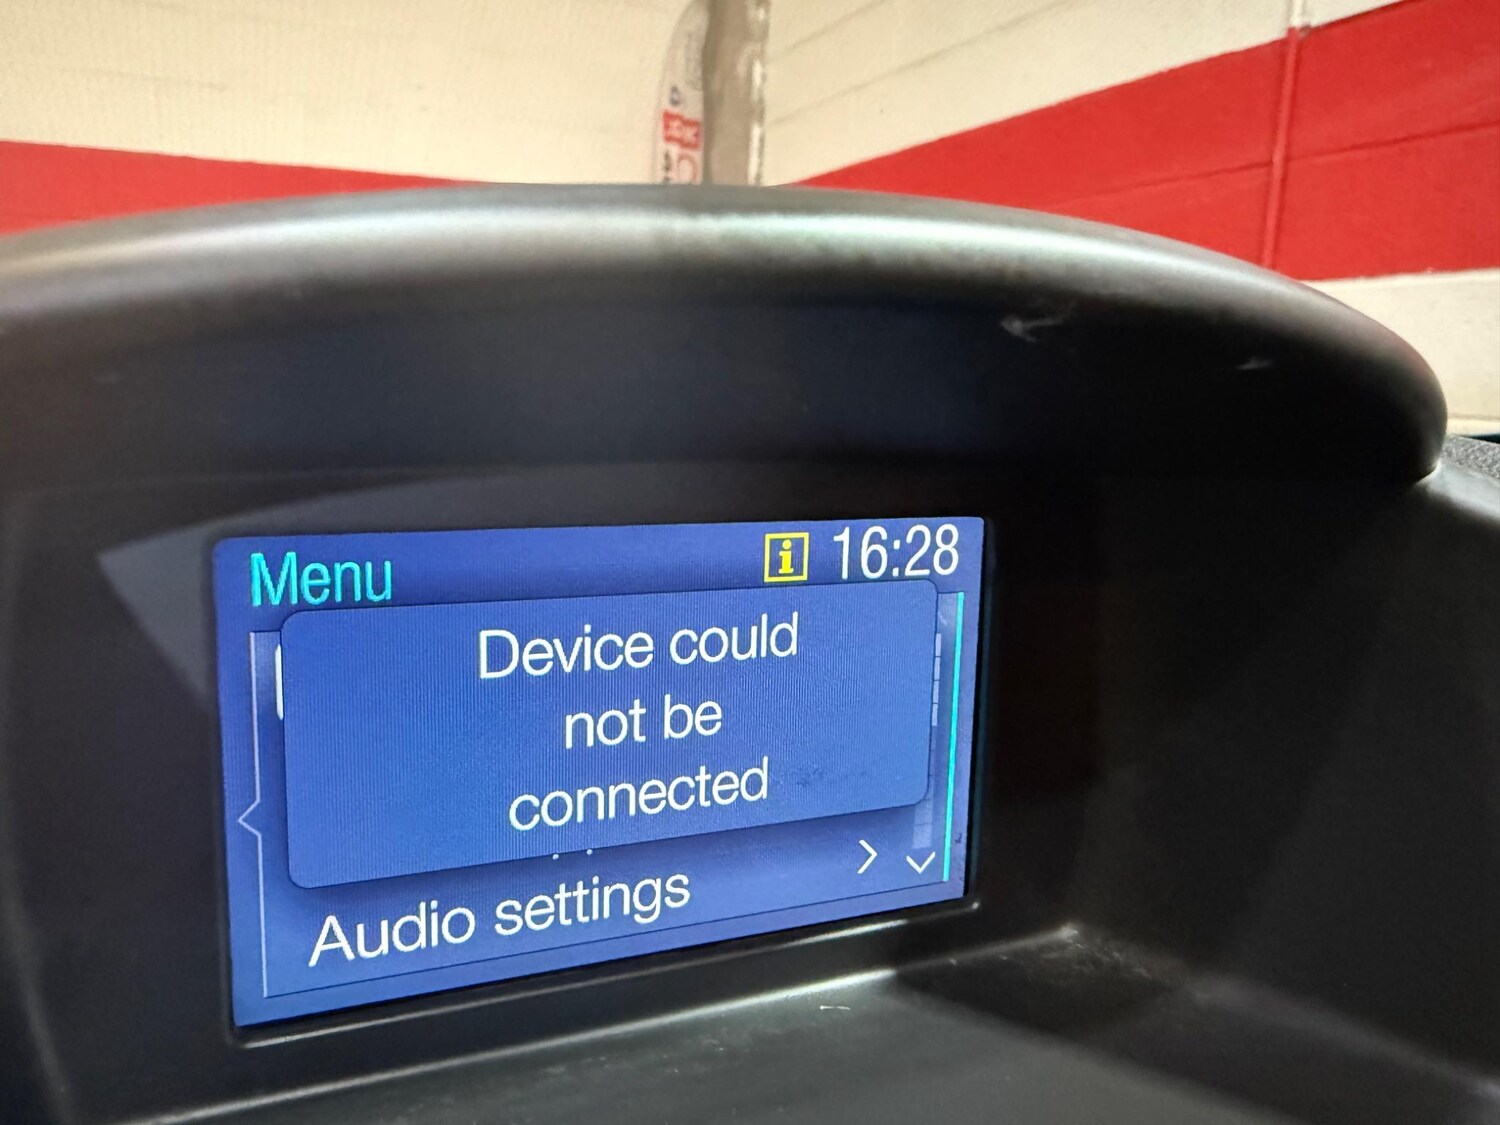 Menu
i 16:28
Device could
not be
connected
Audio settings